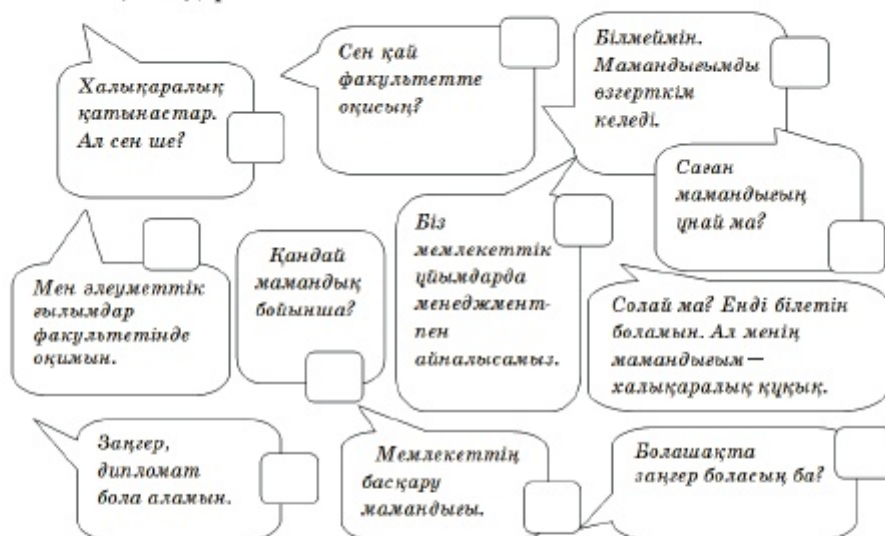 Халықаралық
қатынастар.
Ал сен ше?
Сен қай
факультетте
оқисың?
Білмеймін.
Мамандығымды
өзгерткім
келеді.
Саған
мамандығың
ұнай ма?
Мен әлеуметтік
ғылымдар
факультетінде
оқимын.
Қандай
мамандық
бойынша?
Біз
мемлекеттік
ұйымдарда
менеджмент-
пен
айналысамыз.
Солай ма? Енді білетін
боламын. Ал менің
мамандығым—
халықаралық құқық.
Заңгер,
дипломат
бола аламын.
Мемлекеттің
басқару
мамандығы.
Болашақта
заңгер боласың ба?